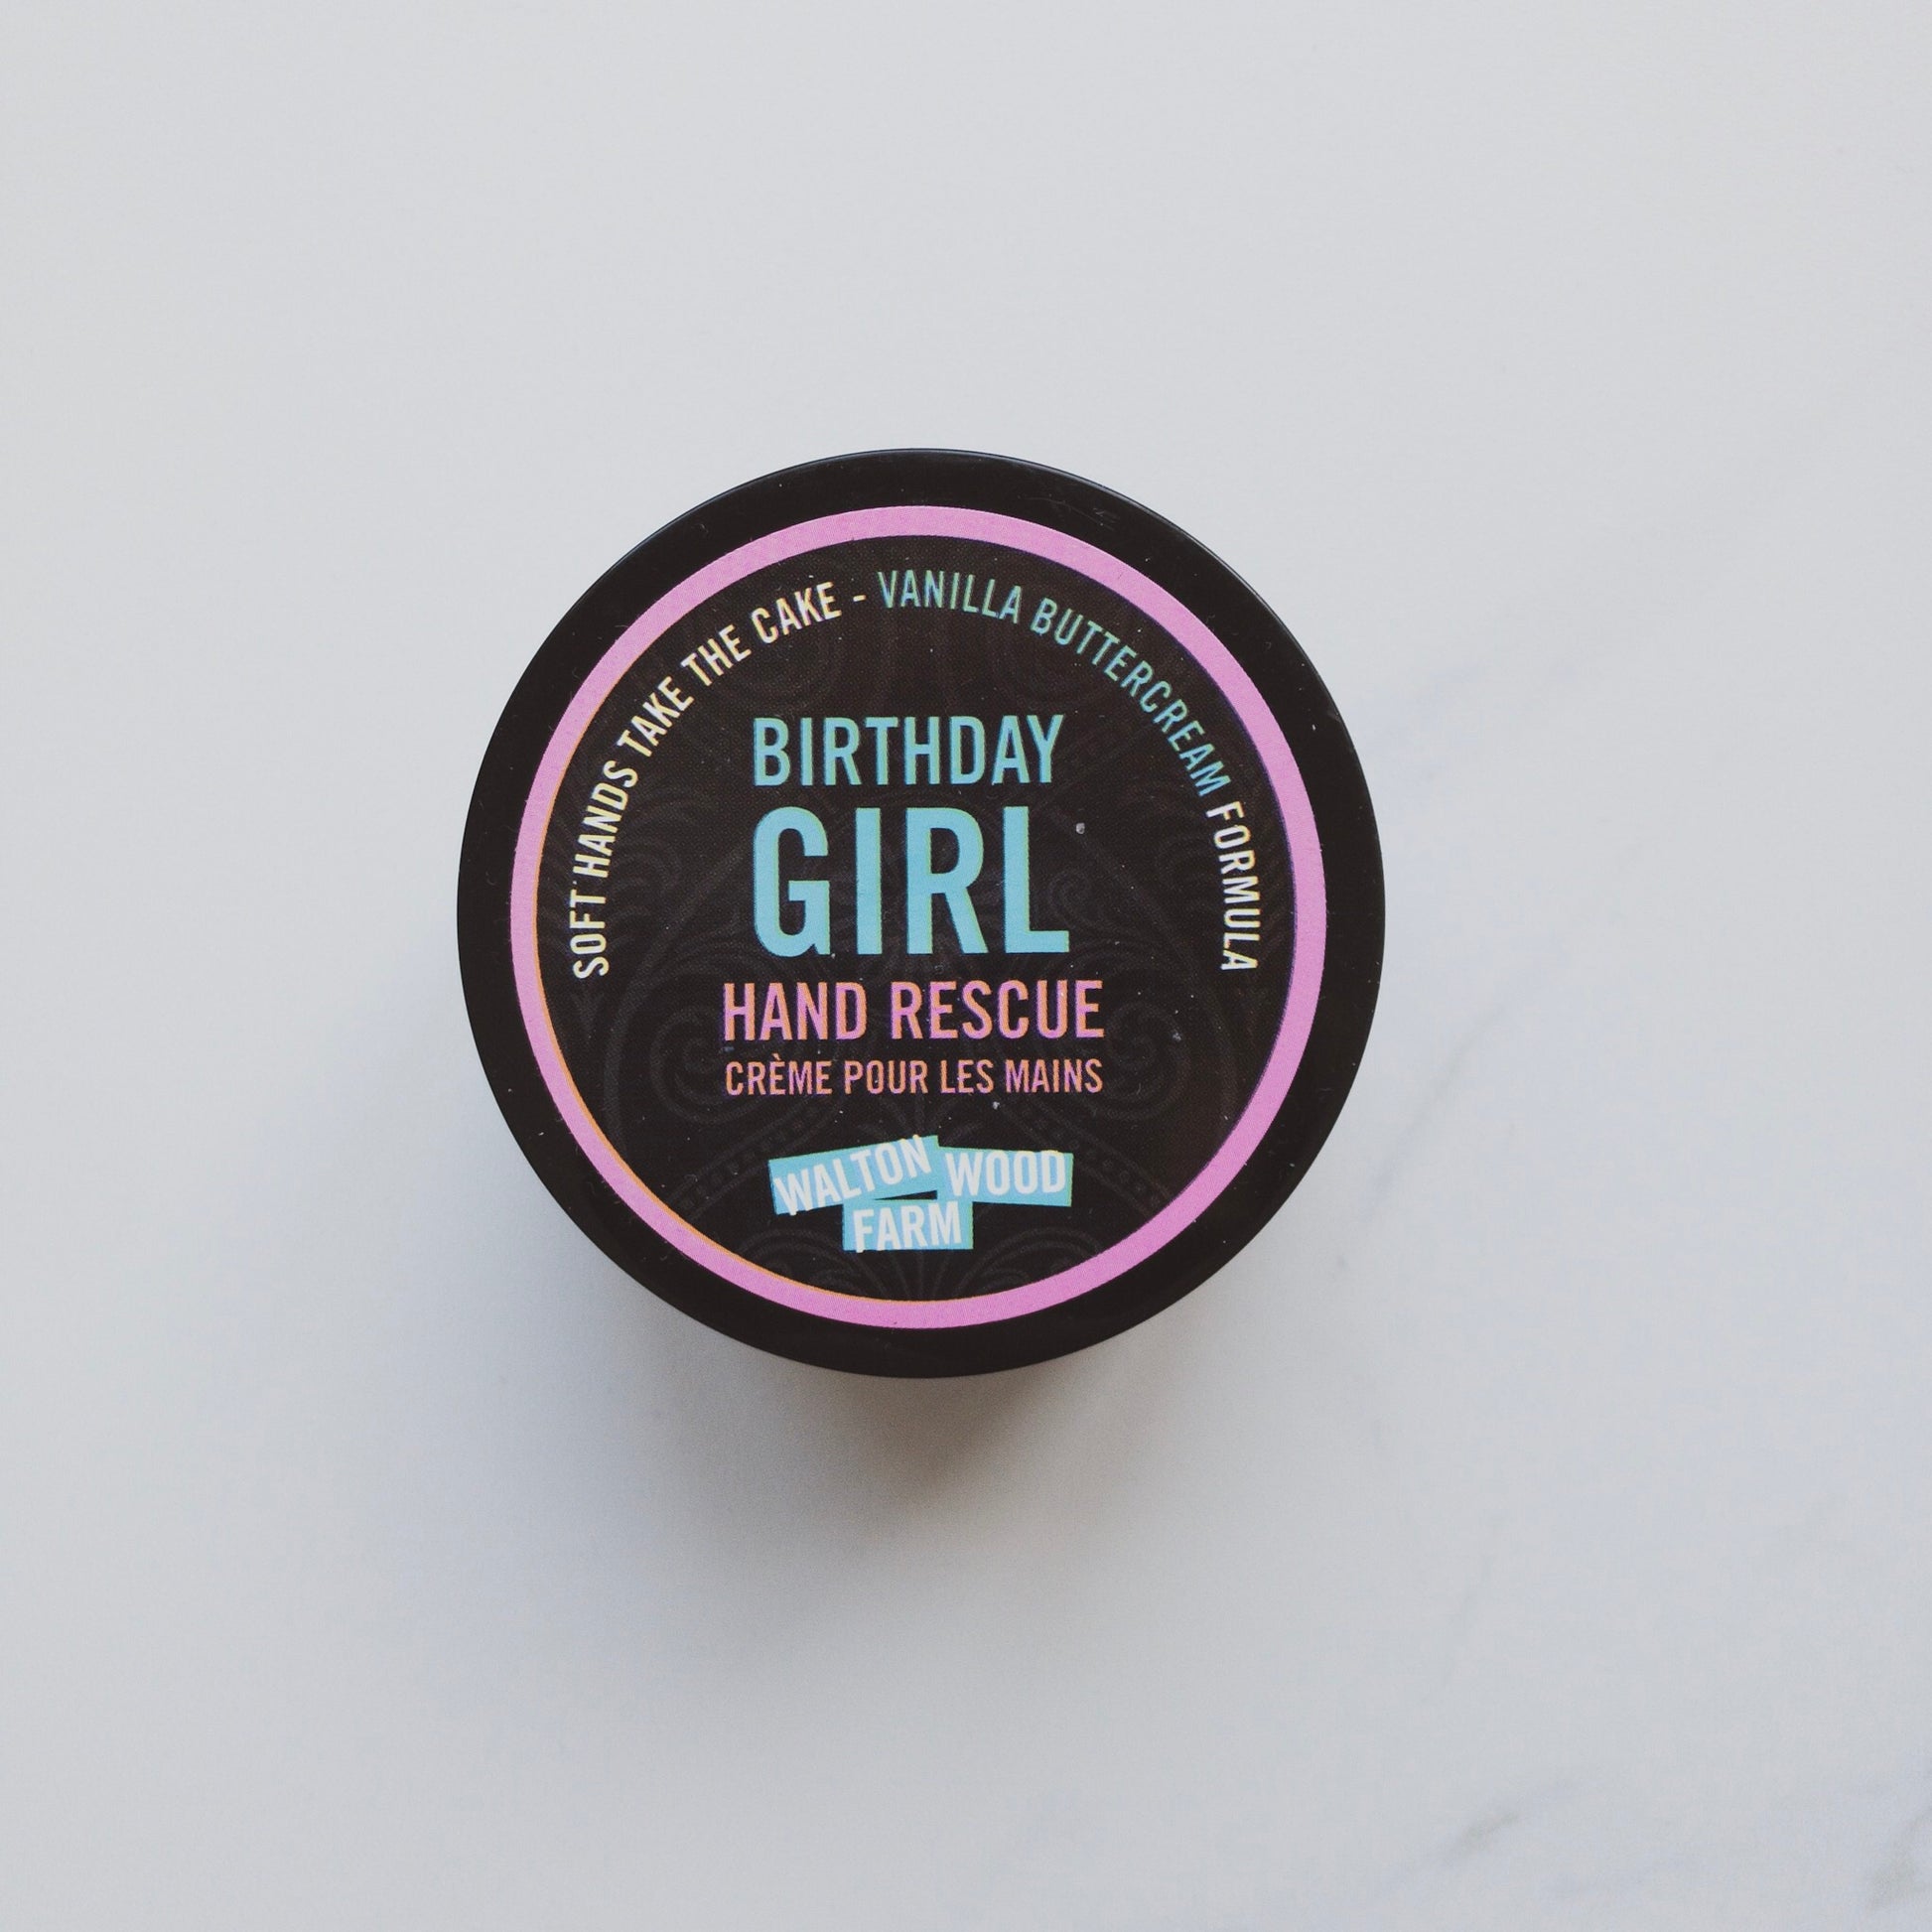 SOFT HANDS TAKE THE CAKE - VANILLA BUTTERCREAM FORMULA
BIRTHDAY
GIRL
HAND RESCUE
CRÈME POUR LES MAINS
WALTON WOOD
FARM